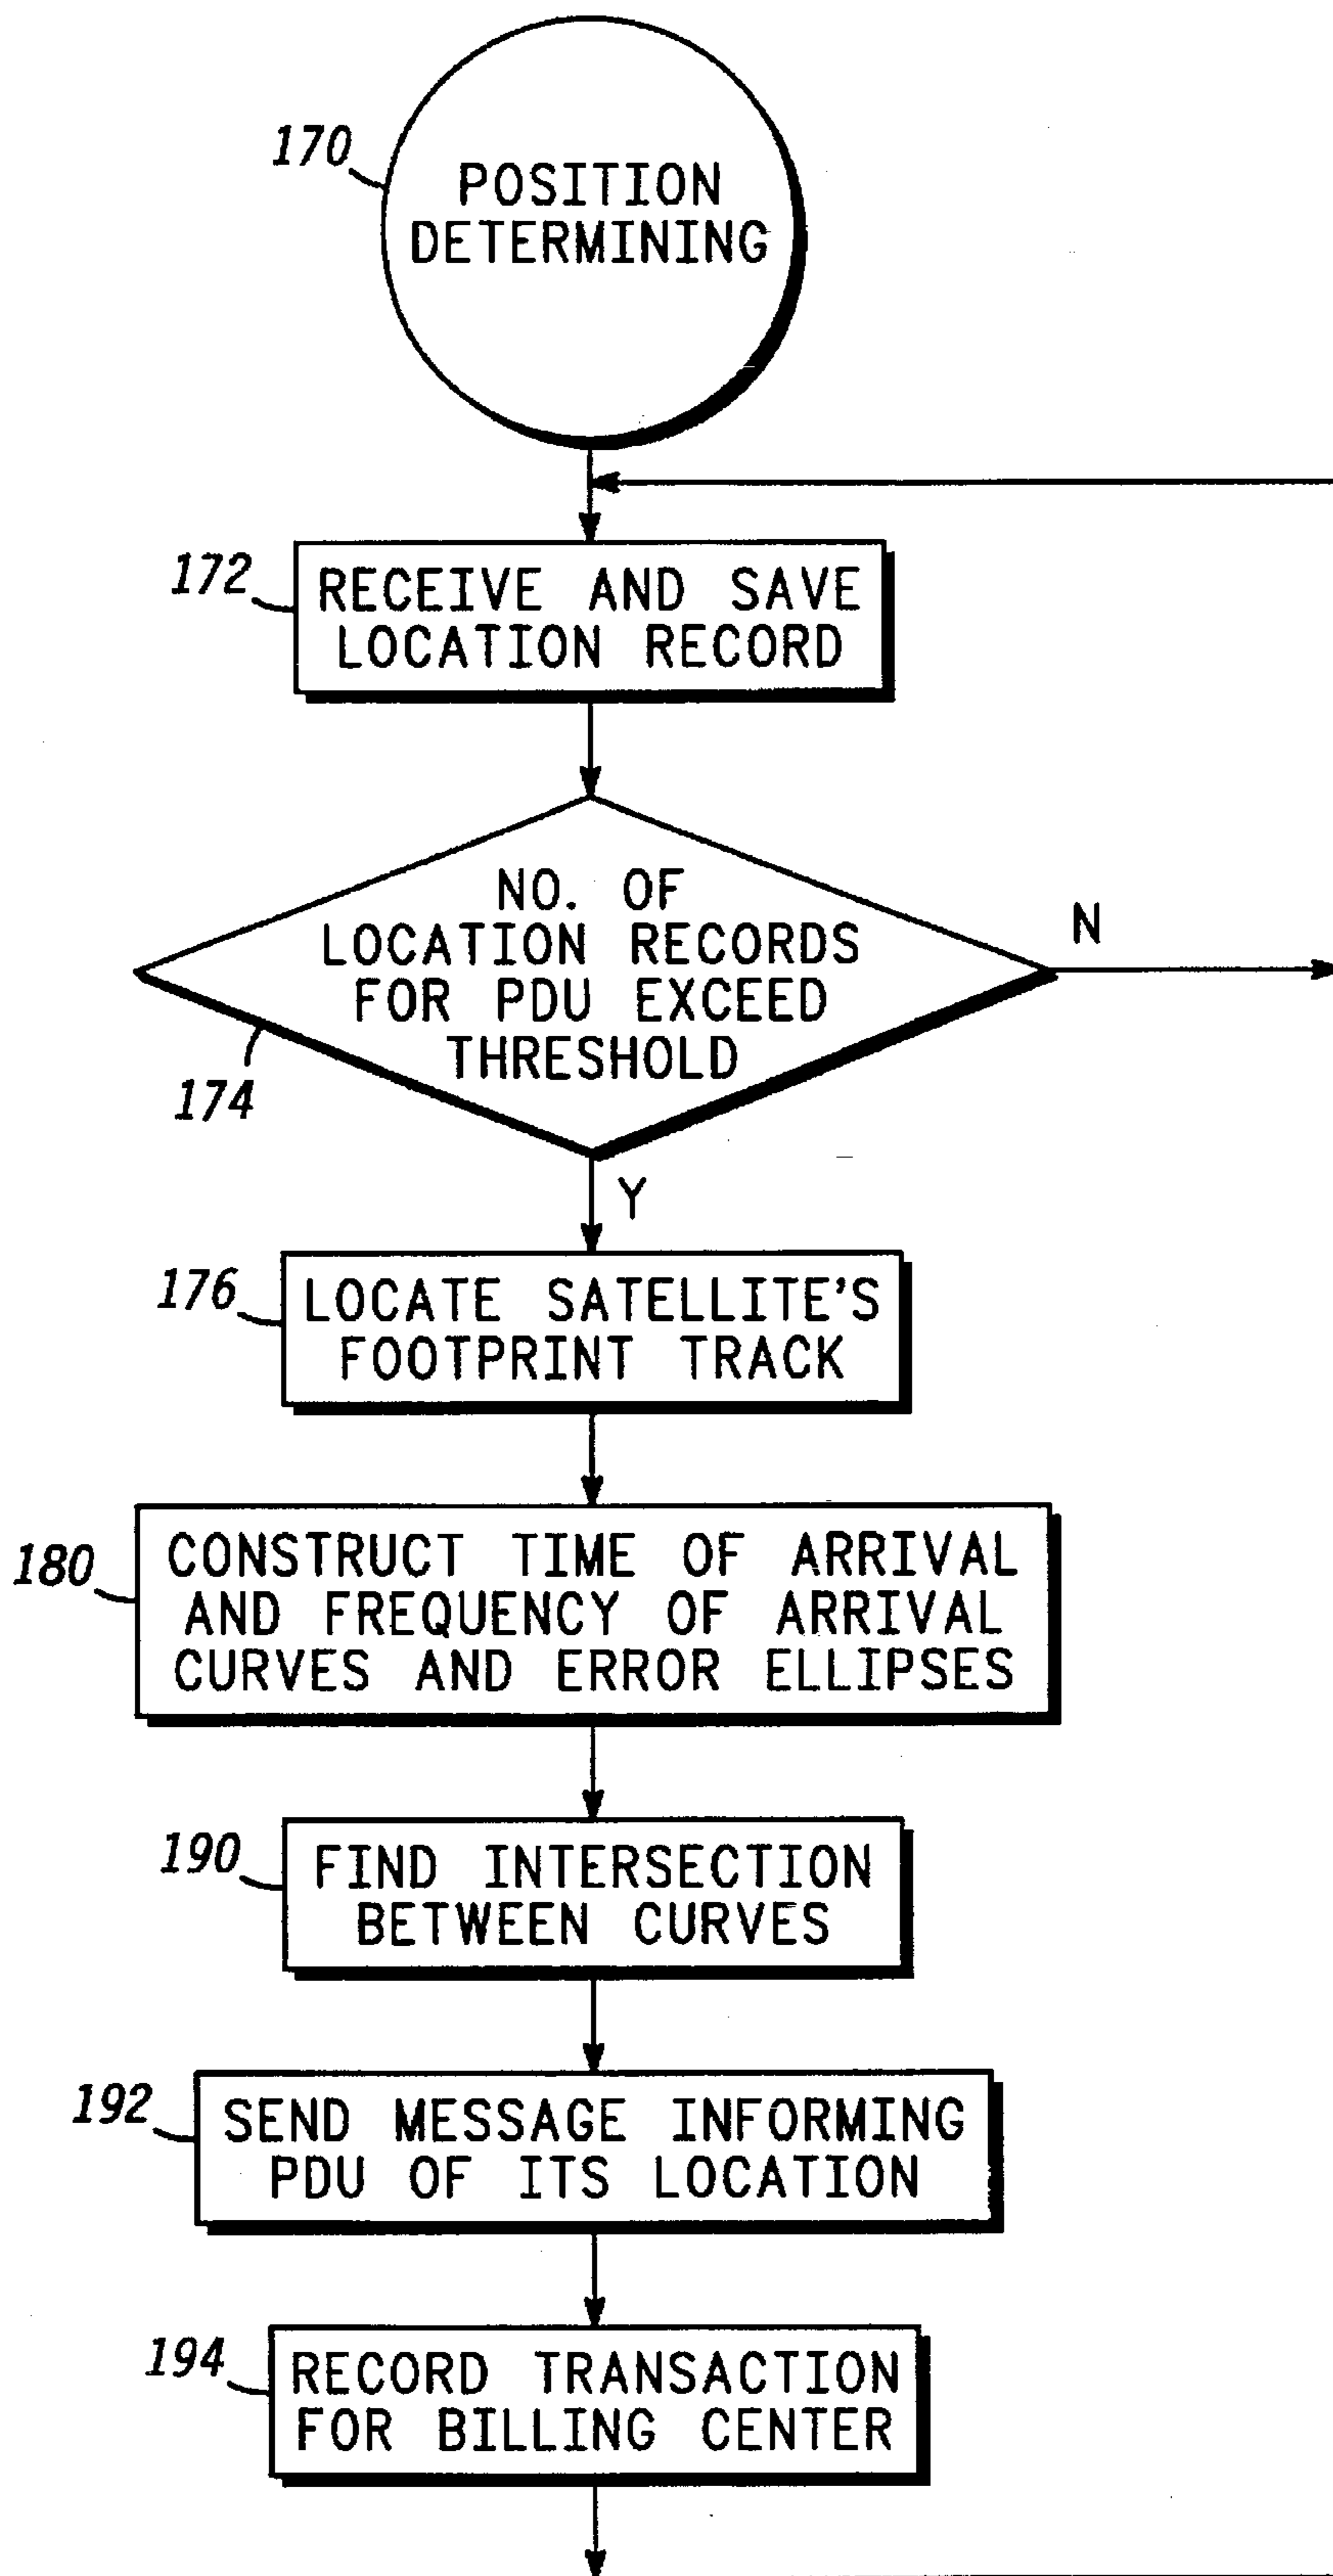 170
POSITION
DETERMINING
172
RECEIVE AND SAVE
LOCATION RECORD
NO. OF
LOCATION RECORDS
FOR PDU EXCEED
THRESHOLD
N
174
Y
176
LOCATE SATELLITE'S
FOOTPRINT TRACK
180
CONSTRUCT TIME OF ARRIVAL
AND FREQUENCY OF ARRIVAL
CURVES AND ERROR ELLIPSES
190
FIND INTERSECTION
BETWEEN CURVES
192
SEND MESSAGE INFORMING
PDU OF ITS LOCATION
194
RECORD TRANSACTION
FOR BILLING CENTER